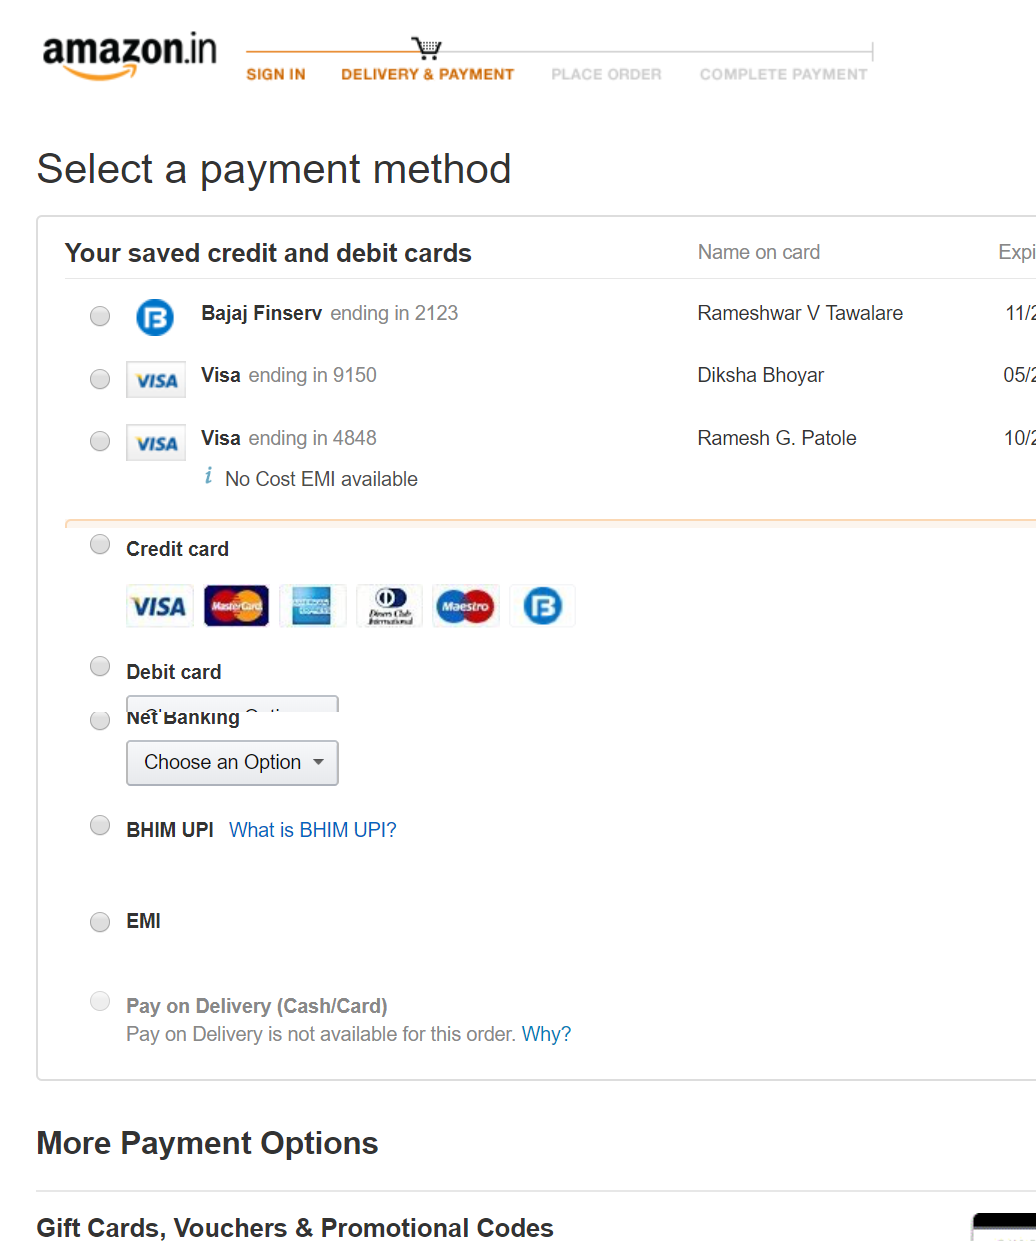 amazon.in
SIGN IN DELIVERY & PAYMENT PLACE ORDER COMPLETE PAYMENT
Select a payment method
Your saved credit and debit cards Name on card Expi
Bajaj Finserv ending in 2123 Rameshwar V Tawalare 11/2
VISA Visa ending in 9150 Diksha Bhoyar 05/2
VISA Visa ending in 4848 Ramesh G. Patole 10/2
i No Cost EMI available
Credit card
VISA MasterCard AMERICAN EXPRESS Diners Club International Maestro B
Debit card
Net Banking
Choose an Option
BHIM UPI What is BHIM UPI?
EMI
Pay on Delivery (Cash/Card)
Pay on Delivery is not available for this order. Why?
More Payment Options
Gift Cards, Vouchers & Promotional Codes